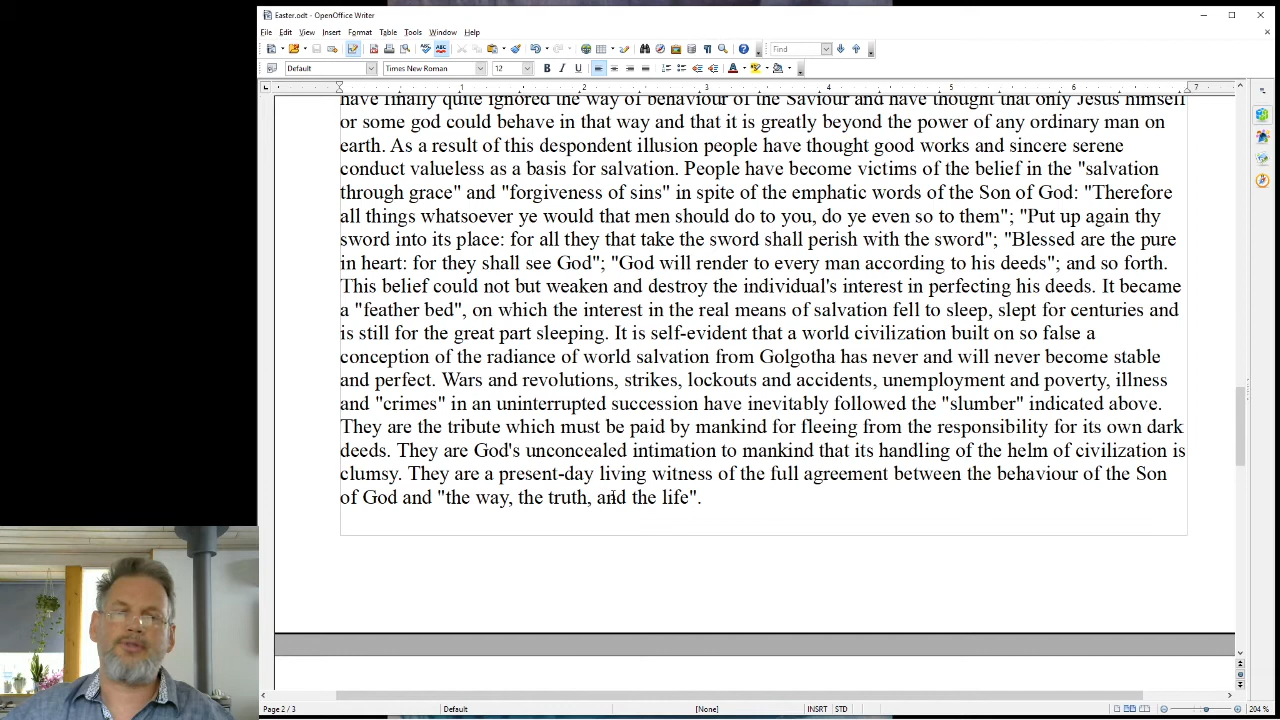 Easter.odt - OpenOffice Writer
File Edit View Insert Format Table Tools Window Help
Find
Default Times New Roman 12
1 2 3 4 5 6 7
have finally quite ignored the way of behaviour of the Saviour and have thought that only Jesus himself
or some god could behave in that way and that it is greatly beyond the power of any ordinary man on
earth. As a result of this despondent illusion people have thought good works and sincere serene
conduct valueless as a basis for salvation. People have become victims of the belief in the "salvation
through grace" and "forgiveness of sins" in spite of the emphatic words of the Son of God: "Therefore
all things whatsoever ye would that men should do to you, do ye even so to them"; "Put up again thy
sword into its place: for all they that take the sword shall perish with the sword"; "Blessed are the pure
in heart: for they shall see God"; "God will render to every man according to his deeds"; and so forth.
This belief could not but weaken and destroy the individual's interest in perfecting his deeds. It became
a "feather bed", on which the interest in the real means of salvation fell to sleep, slept for centuries and
is still for the great part sleeping. It is self-evident that a world civilization built on so false a
conception of the radiance of world salvation from Golgotha has never and will never become stable
and perfect. Wars and revolutions, strikes, lockouts and accidents, unemployment and poverty, illness
and "crimes" in an uninterrupted succession have inevitably followed the "slumber" indicated above.
They are the tribute which must be paid by mankind for fleeing from the responsibility for its own dark
deeds. They are God's unconcealed intimation to mankind that its handling of the helm of civilization is
clumsy. They are a present-day living witness of the full agreement between the behaviour of the Son
of God and "the way, the truth, and the life".
Page 2 / 3 Default [None] INSRT STD 204 %